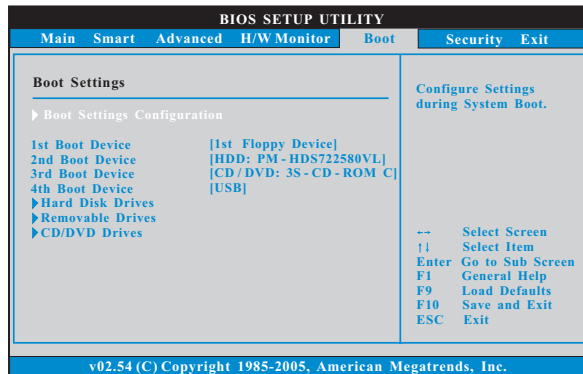 BIOS SETUP UTILITY
Main Smart Advanced H/W Monitor Boot Security Exit
Boot Settings
Boot Settings Configuration
1st Boot Device [1st Floppy Device]
2nd Boot Device [HDD: PM - HDS722580VL]
3rd Boot Device [CD / DVD: 3S - CD - ROM C]
4th Boot Device [USB]
Hard Disk Drives
Removable Drives
CD/DVD Drives
Configure Settings
during System Boot.
←→ Select Screen
↑↓ Select Item
Enter Go to Sub Screen
F1 General Help
F9 Load Defaults
F10 Save and Exit
ESC Exit
v02.54 (C) Copyright 1985-2005, American Megatrends, Inc.